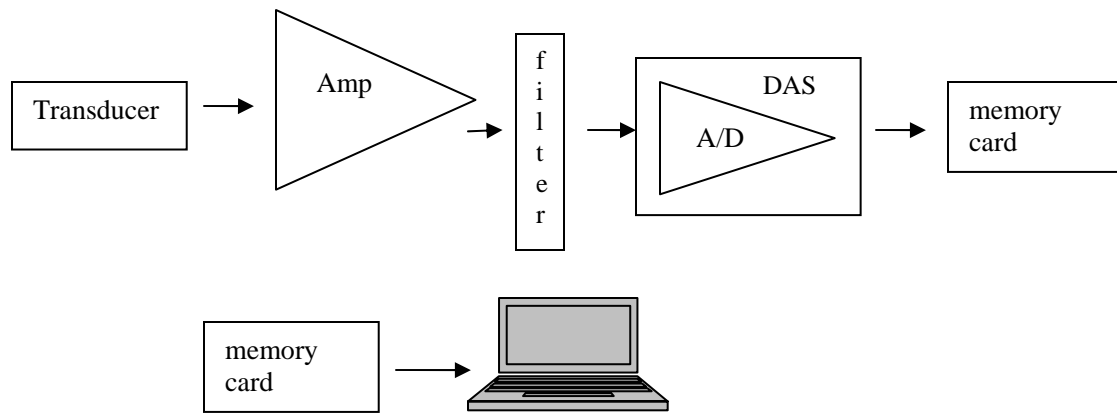 Transducer
Amp
f
i
l
t
e
r
DAS
A/D
memory
card
memory
card